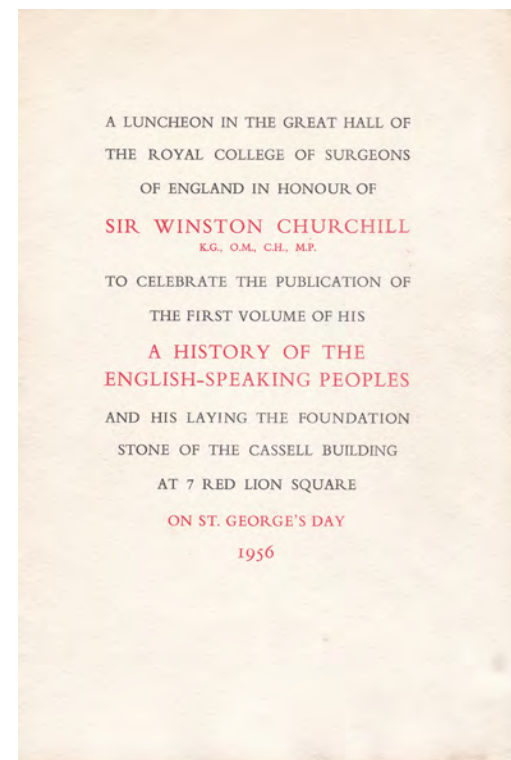 A LUNCHEON IN THE GREAT HALL OF
THE ROYAL COLLEGE OF SURGEONS
OF ENGLAND IN HONOUR OF
SIR WINSTON CHURCHILL
K.G., O.M., C.H., M.P.
TO CELEBRATE THE PUBLICATION OF
THE FIRST VOLUME OF HIS
A HISTORY OF THE
ENGLISH-SPEAKING PEOPLES
AND HIS LAYING THE FOUNDATION
STONE OF THE CASSELL BUILDING
AT 7 RED LION SQUARE
ON ST. GEORGE'S DAY
1956